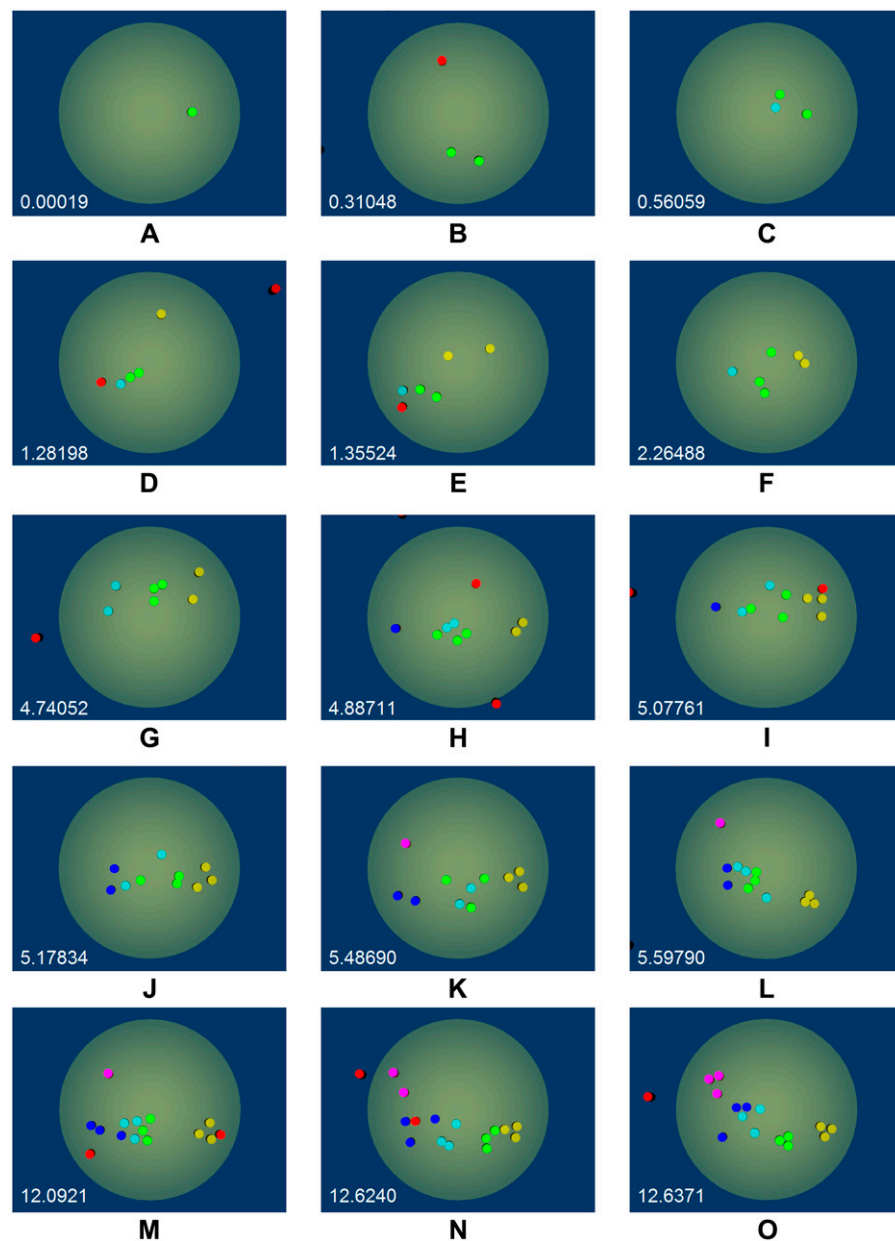 0.00019
0.31048
0.56059
A
B
C
1.28198
1.35524
2.26488
D
E
F
4.74052
4.88711
5.07761
G
H
I
5.17834
5.48690
5.59790
J
K
L
12.0921
12.6240
12.6371
M
N
O